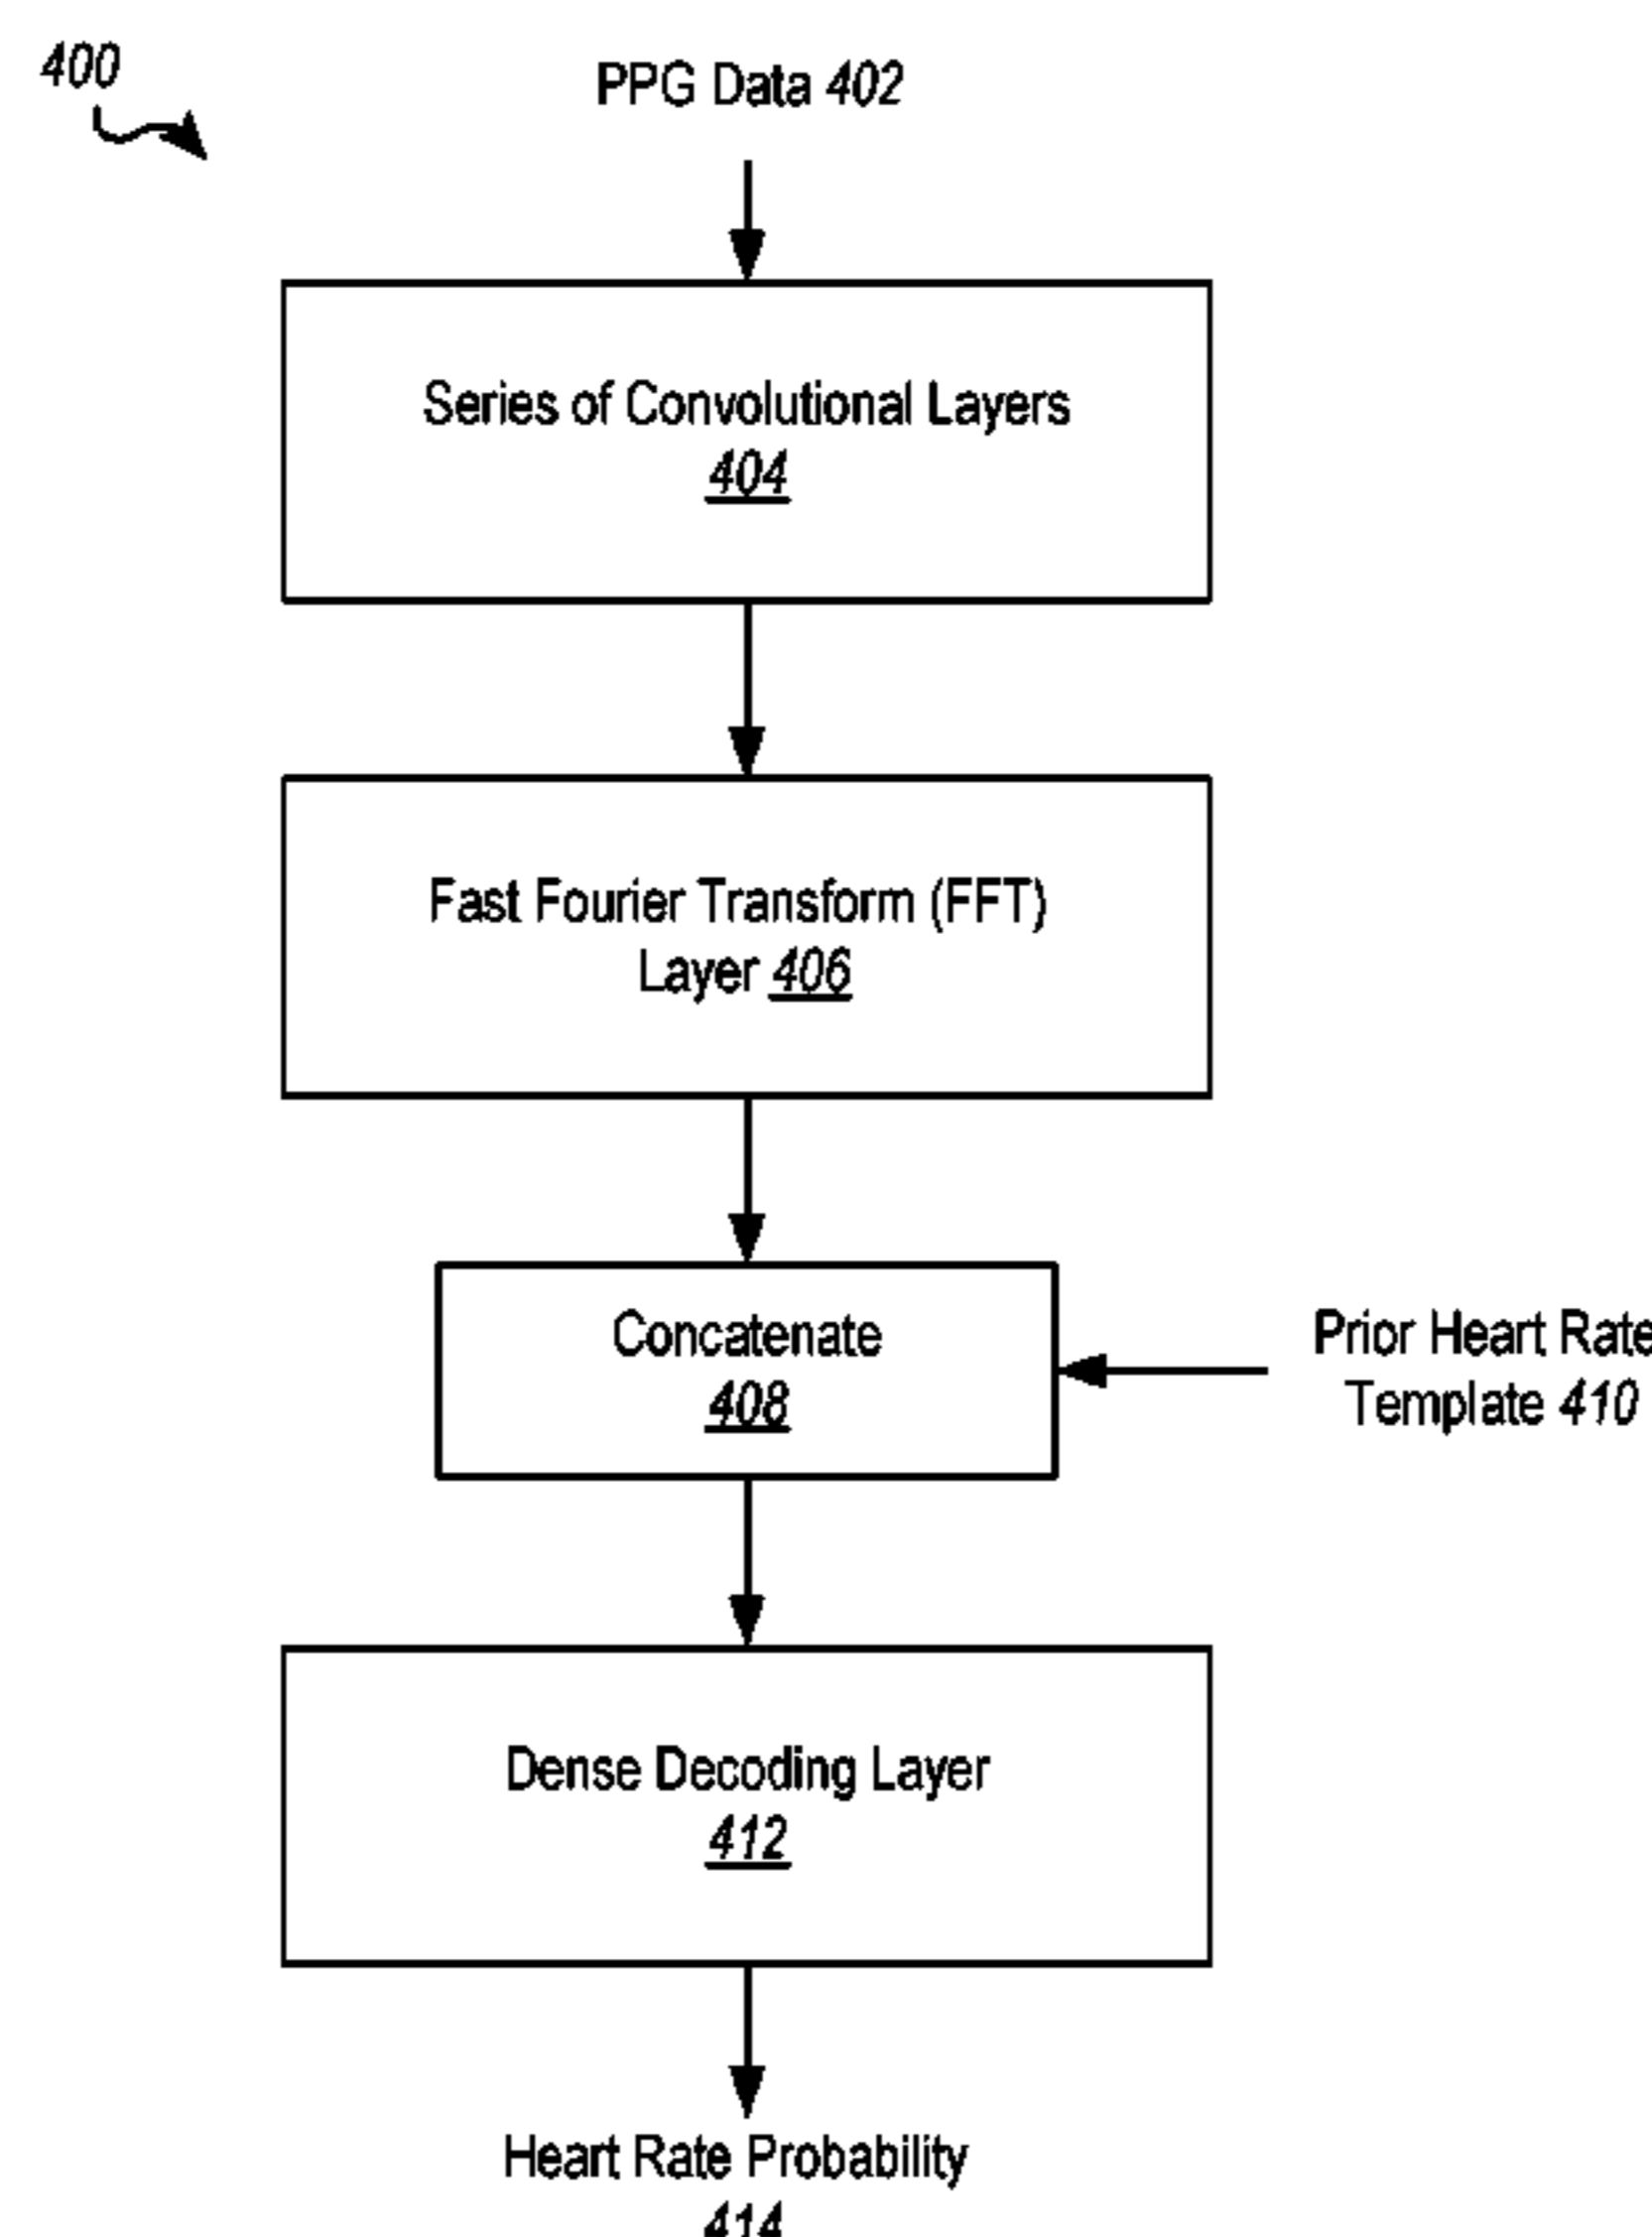 400
PPG Data 402
Series of Convolutional Layers
404
Fast Fourier Transform (FFT)
Layer 406
Concatenate
408
Prior Heart Rate
Template 410
Dense Decoding Layer
412
Heart Rate Probability
414